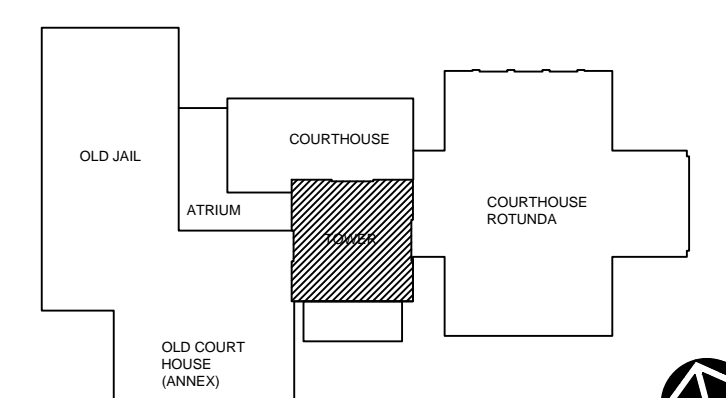 OLD JAIL
COURTHOUSE
ATRIUM
TOWER
COURTHOUSE
ROTUNDA
OLD COURT
HOUSE
(ANNEX)